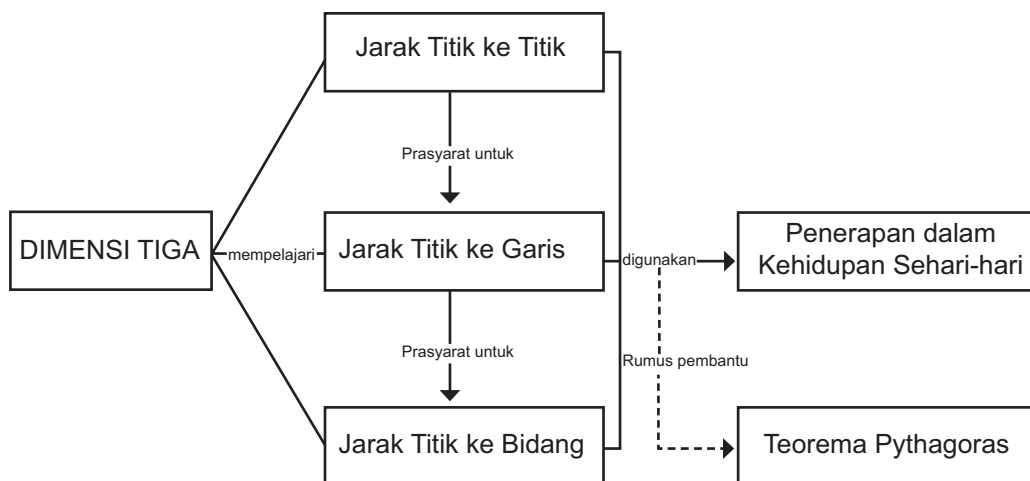 Jarak Titik ke Titik
Prasyarat untuk
DIMENSI TIGA
mempelajari
Jarak Titik ke Garis
digunakan
Penerapan dalam
Kehidupan Sehari-hari
Prasyarat untuk
Rumus pembantu
Jarak Titik ke Bidang
Teorema Pythagoras